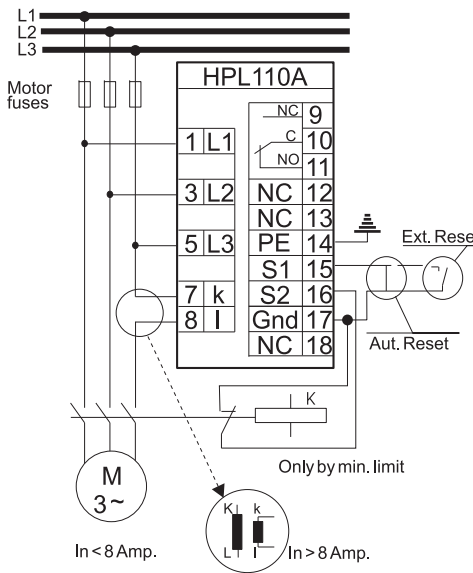 L1
L2
L3
HPL110A
Motor
fuses
NC 9
C 10
NO 11
1 L1
3 L2
NC 12
NC 13
5 L3
PE 14
Ext. Rese
S1 15
7 k
S2 16
8 l
Gnd 17
NC 18
Aut. Reset
K
Only by min. limit
M
3~
K k
L l
In < 8 Amp.
In > 8 Amp.